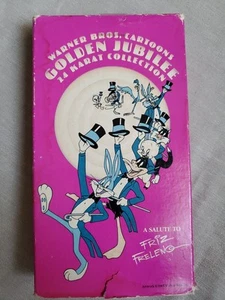 WARNER BROS. CARTOONS
GOLDEN JUBILEE
24 KARAT COLLECTION
A SALUTE TO
FRIZ
FRELENG